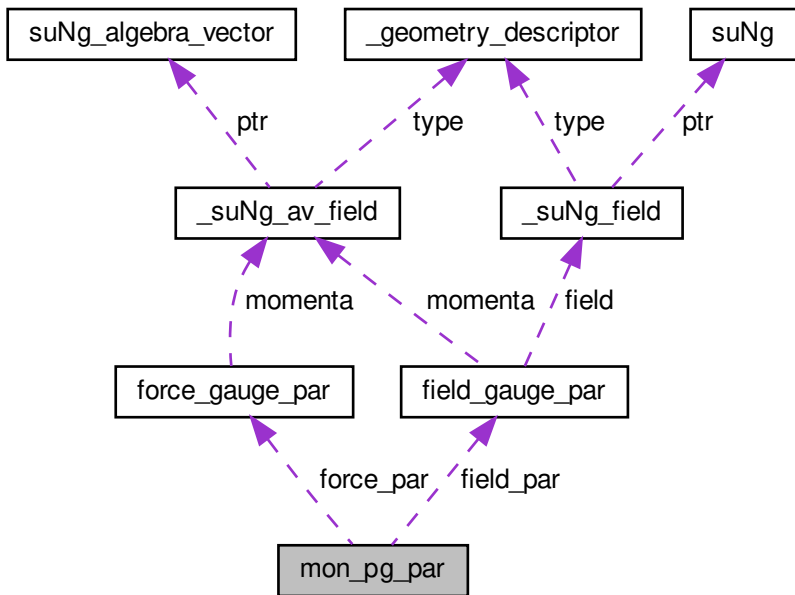 suNg_algebra_vector
_geometry_descriptor
suNg
ptr
type
type
ptr
_suNg_av_field
_suNg_field
momenta
momenta
field
force_gauge_par
field_gauge_par
force_par
field_par
mon_pg_par